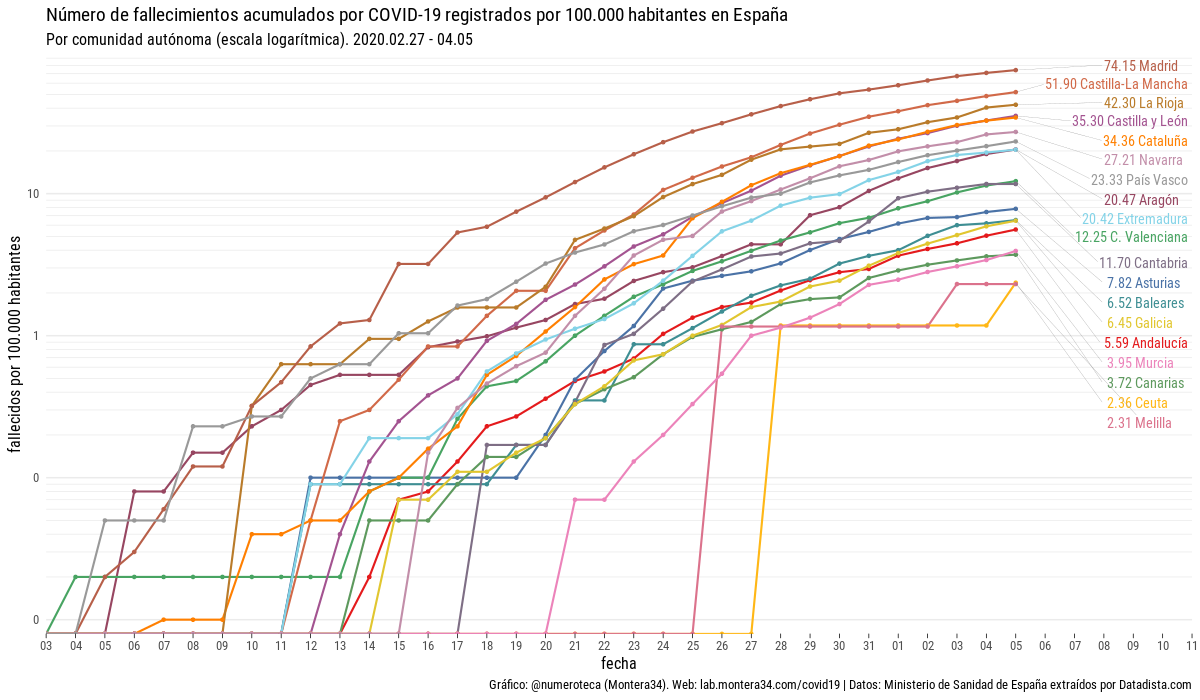 Número de fallecimientos acumulados por COVID-19 registrados por 100.000 habitantes en España
Por comunidad autónoma (escala logarítmica). 2020.02.27 - 04.05
74.15 Madrid
51.90 Castilla-La Mancha
42.30 La Rioja
35.30 Castilla y León
34.36 Cataluña
27.21 Navarra
23.33 País Vasco
20.47 Aragón
20.42 Extremadura
12.25 C. Valenciana
11.70 Cantabria
7.82 Asturias
6.52 Baleares
6.45 Galicia
5.59 Andalucía
3.95 Murcia
3.72 Canarias
2.36 Ceuta
2.31 Melilla
fallecidos por 100.000 habitantes
10
1
0
0
03 04 05 06 07 08 09 10 11 12 13 14 15 16 17 18 19 20 21 22 23 24 25 26 27 28 29 30 31 01 02 03 04 05 06 07 08 09 10 11
fecha
Gráfico: @numeroteca (Montera34). Web: lab.montera34.com/covid19 | Datos: Ministerio de Sanidad de España extraídos por Datadista.com